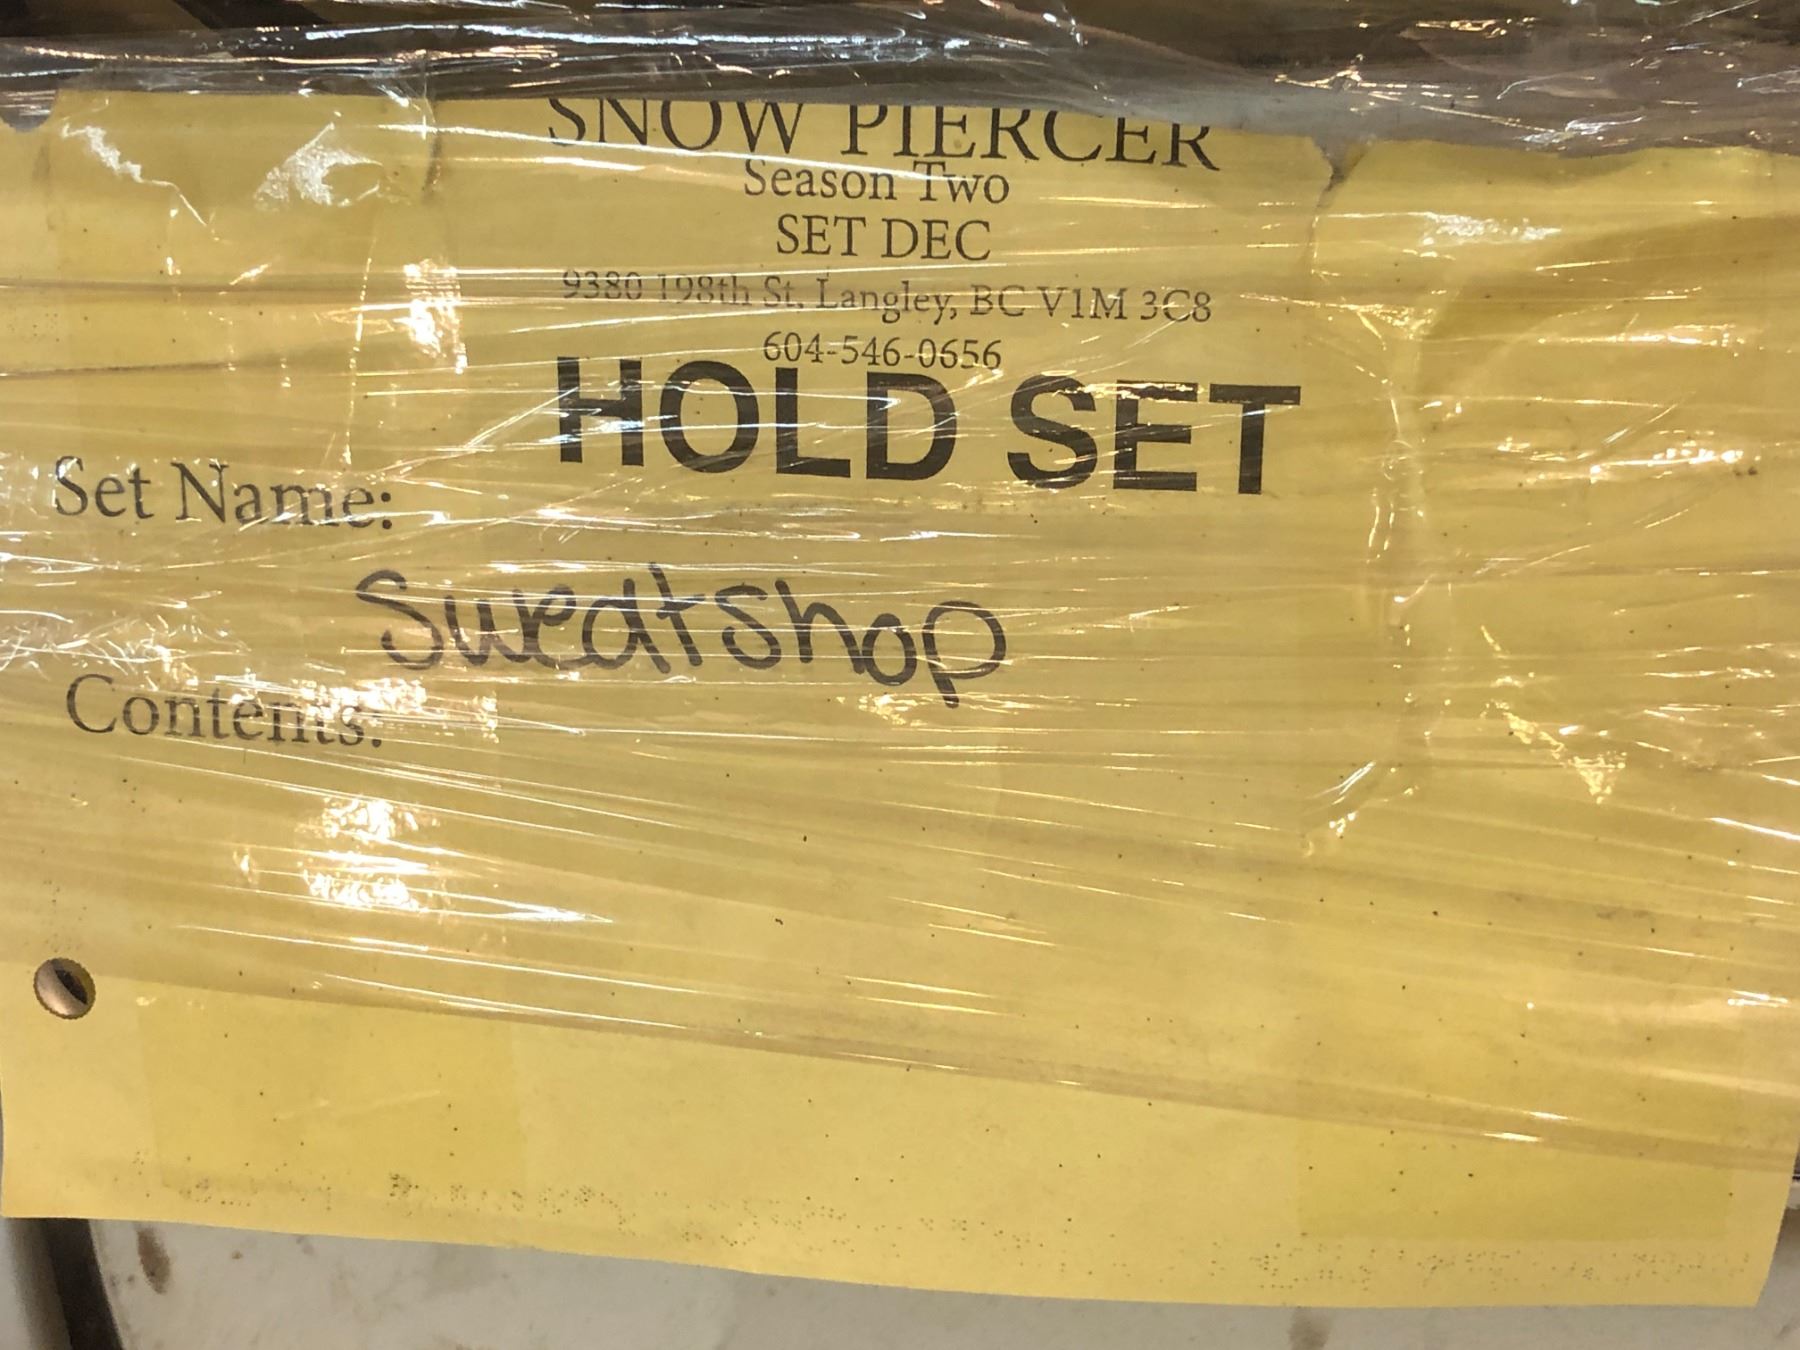 SNOW PIERCER
Season Two
SET DEC
9380 198th St. Langley, BC V1M 3C8
604-546-0656
HOLD SET
Set Name:
Sweatshop
Contents: